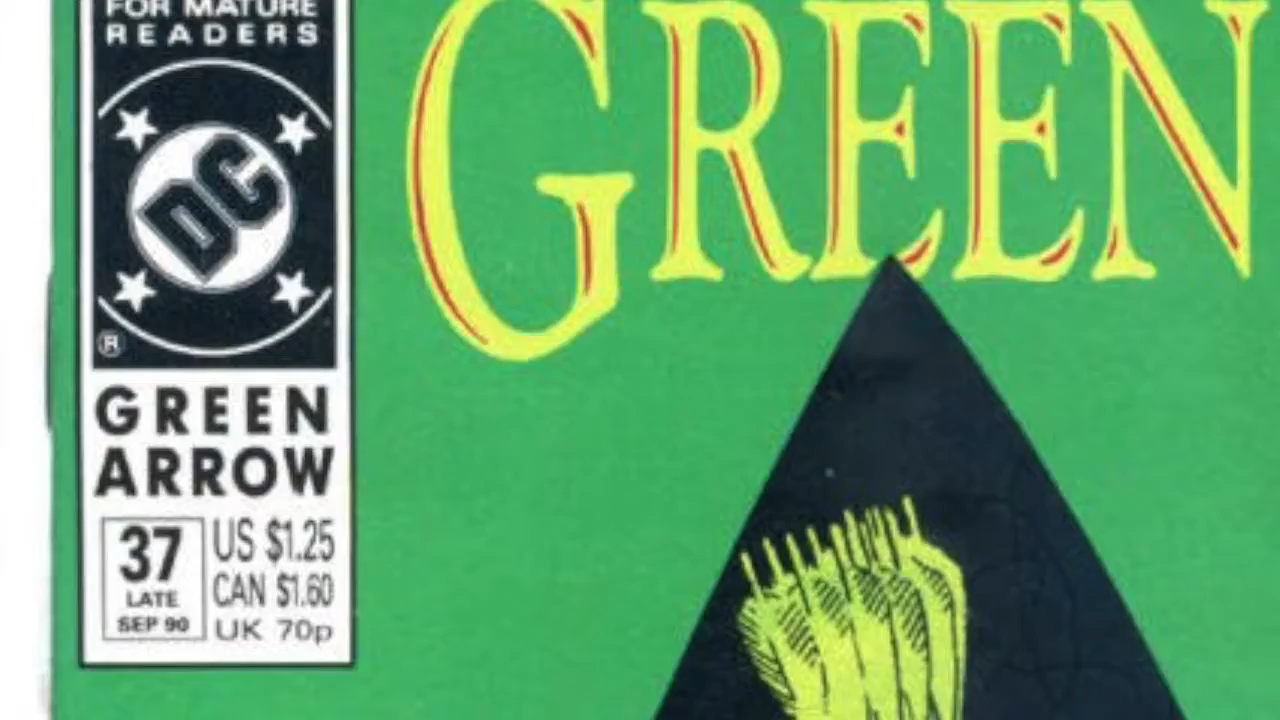 FOR MATURE
READERS
DC
®
GREEN
ARROW
37
LATE
SEP 90
US $1.25
CAN $1.60
UK 70p
GREEN